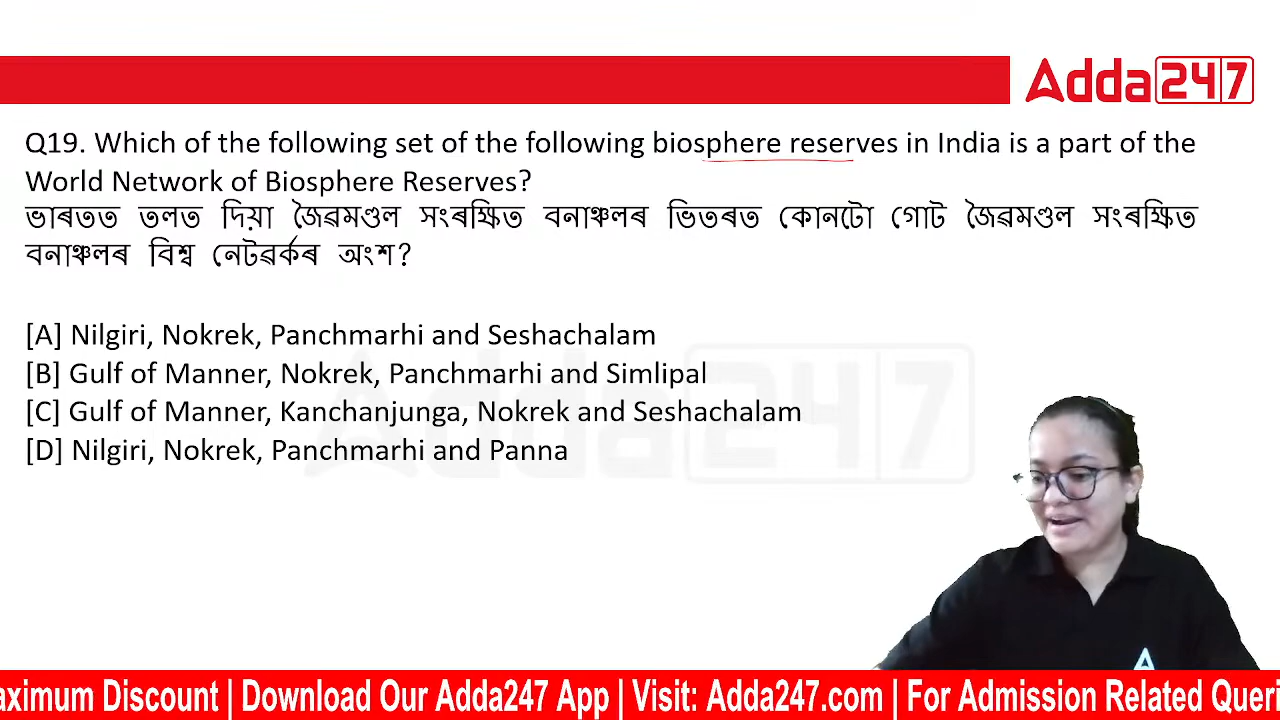 Adda247
Q19. Which of the following set of the following biosphere reserves in India is a part of the
World Network of Biosphere Reserves?
ভাৰতত তলত দিয়া জৈৱমণ্ডল সংৰক্ষিত বনাঞ্চলৰ ভিতৰত কোনটো গোট জৈৱমণ্ডল সংৰক্ষিত
বনাঞ্চলৰ বিশ্ব নেটৱৰ্কৰ অংশ?
[A] Nilgiri, Nokrek, Panchmarhi and Seshachalam
[B] Gulf of Manner, Nokrek, Panchmarhi and Simlipal
[C] Gulf of Manner, Kanchanjunga, Nokrek and Seshachalam
[D] Nilgiri, Nokrek, Panchmarhi and Panna
Adda247
aximum Discount | Download Our Adda247 App | Visit: Adda247.com | For Admission Related Queri